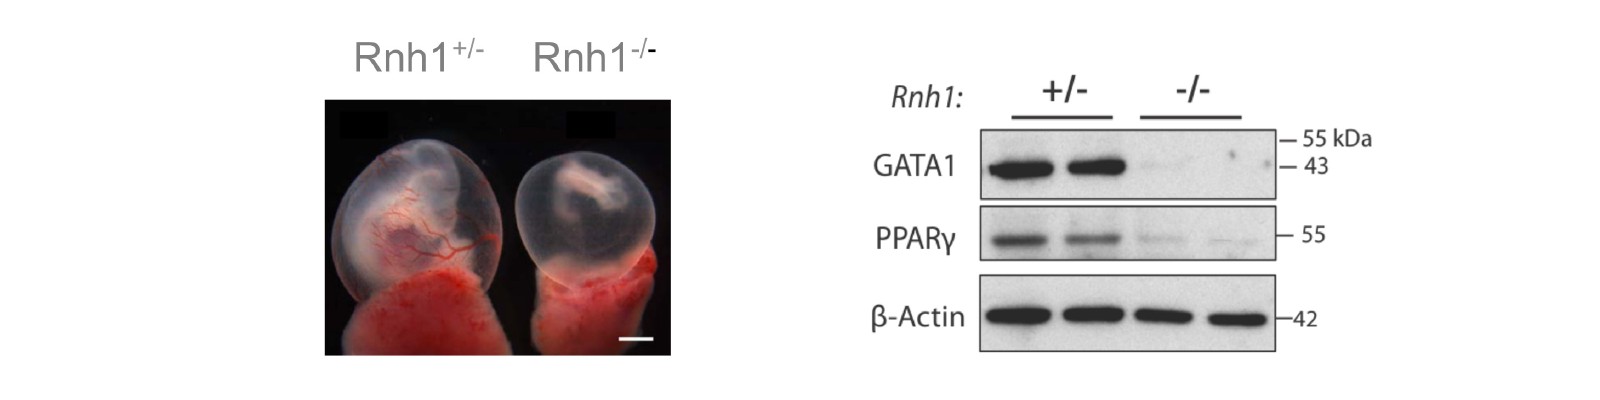 Rnh1+/- Rnh1-/-
Rnh1: +/- -/-
55 kDa
GATA1 43
PPARγ 55
β-Actin 42